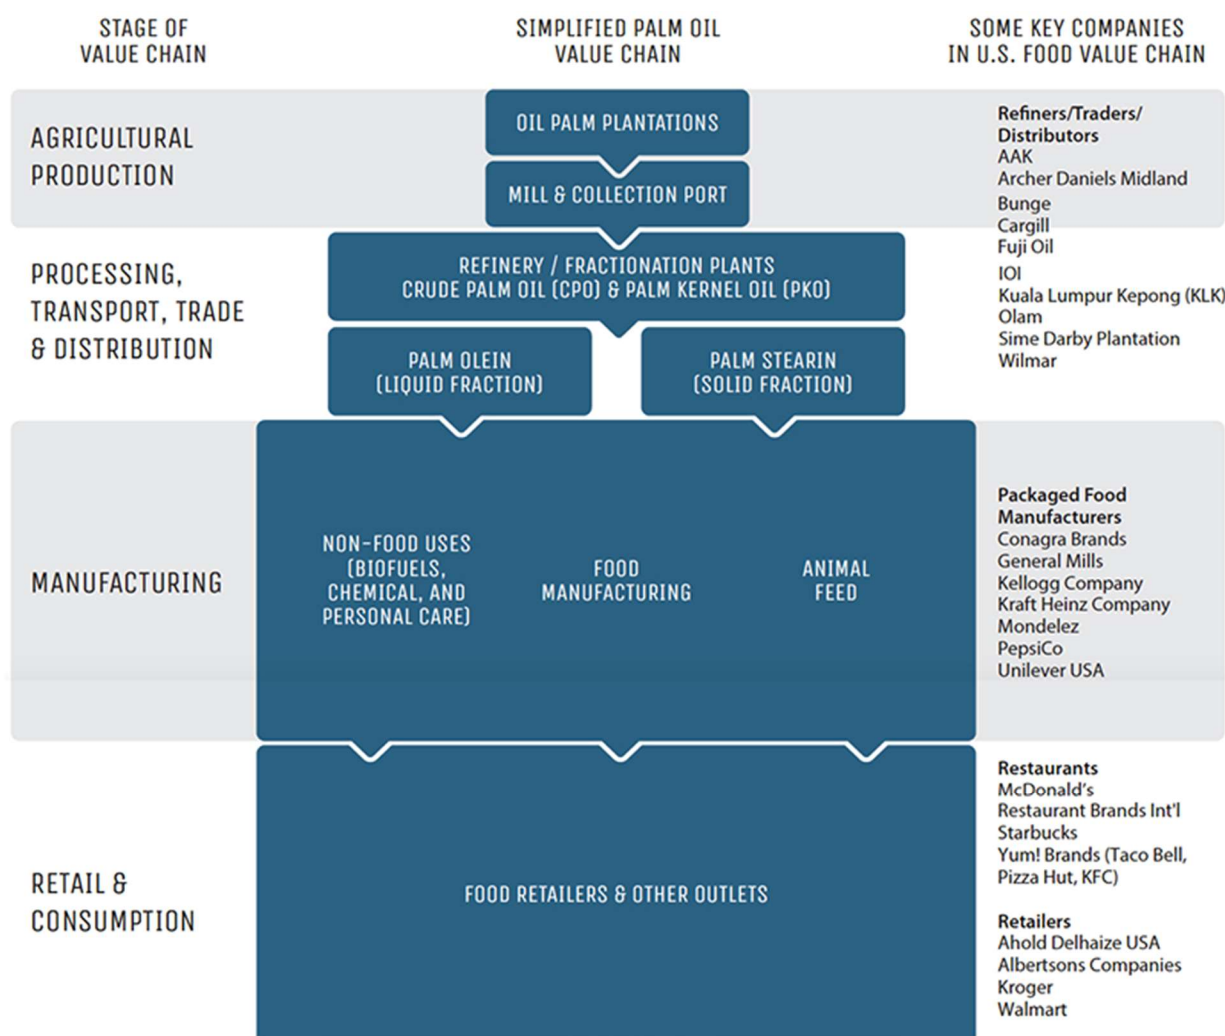 STAGE OF
VALUE CHAIN
SIMPLIFIED PALM OIL
VALUE CHAIN
SOME KEY COMPANIES
IN U.S. FOOD VALUE CHAIN
AGRICULTURAL
PRODUCTION
OIL PALM PLANTATIONS
MILL & COLLECTION PORT
Refiners/Traders/
Distributors
AAK
Archer Daniels Midland
Bunge
Cargill
Fuji Oil
IOI
Kuala Lumpur Kepong (KLK)
Olam
Sime Darby Plantation
Wilmar
PROCESSING,
TRANSPORT, TRADE
& DISTRIBUTION
REFINERY / FRACTIONATION PLANTS
CRUDE PALM OIL (CPO) & PALM KERNEL OIL (PKO)
PALM OLEIN
(LIQUID FRACTION)
PALM STEARIN
(SOLID FRACTION)
MANUFACTURING
NON-FOOD USES
(BIOFUELS,
CHEMICAL, AND
PERSONAL CARE)
FOOD
MANUFACTURING
ANIMAL
FEED
Packaged Food
Manufacturers
Conagra Brands
General Mills
Kellogg Company
Kraft Heinz Company
Mondelez
PepsiCo
Unilever USA
RETAIL &
CONSUMPTION
FOOD RETAILERS & OTHER OUTLETS
Restaurants
McDonald's
Restaurant Brands Int'l
Starbucks
Yum! Brands (Taco Bell,
Pizza Hut, KFC)
Retailers
Ahold Delhaize USA
Albertsons Companies
Kroger
Walmart